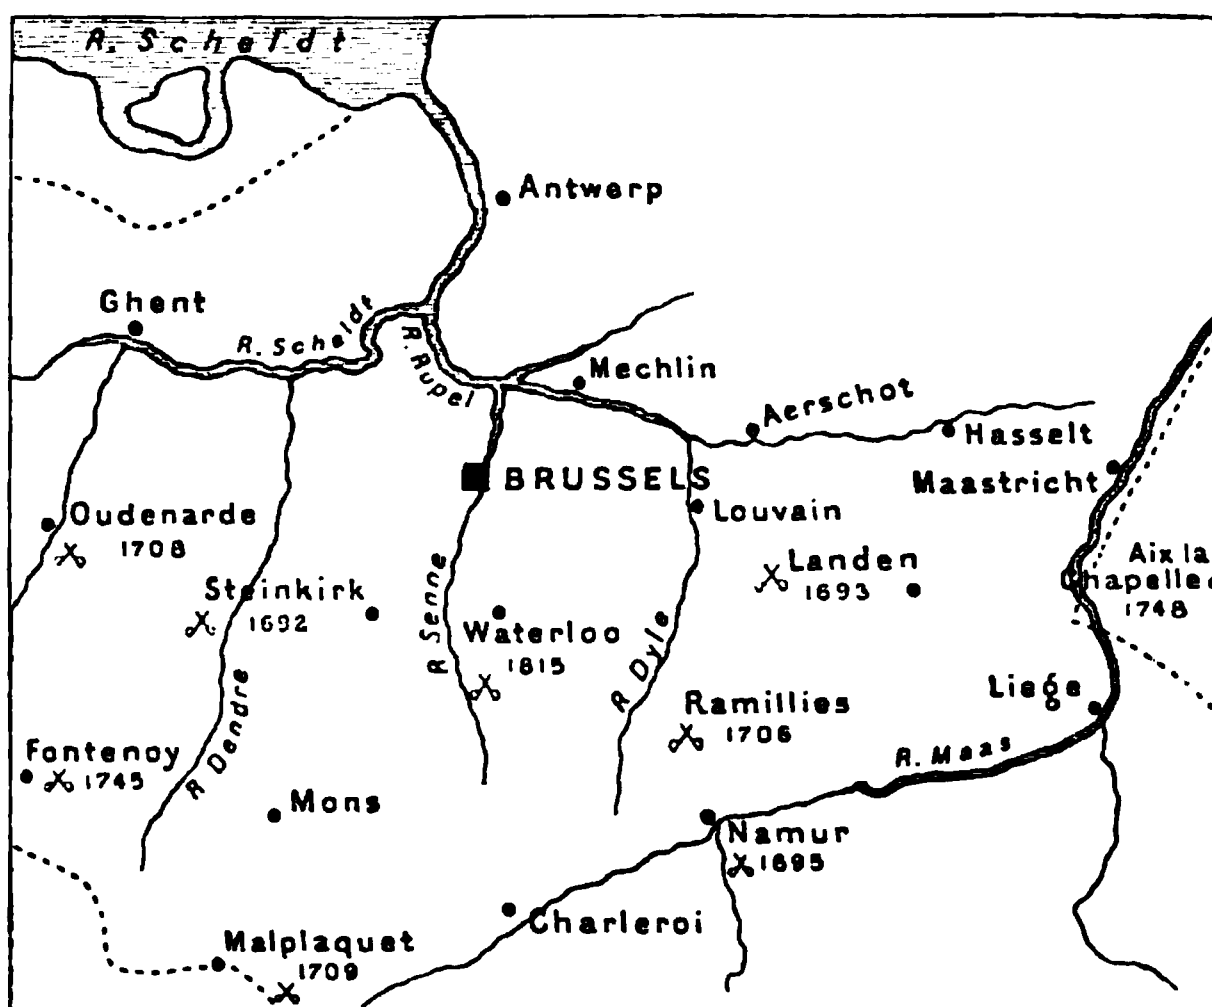 R. Scheldt
Antwerp
Ghent
R. Scheldt
R. Rupel
Mechlin
Aerschot
Hasselt
Maastricht
BRUSSELS
Louvain
Oudenarde
1708
Landen
1693
Aix la
Chapelle
1748
Steinkirk
1692
R Senne
Waterloo
1815
R Dyle
Liege
Ramillies
1706
R Dendre
Fontenoy
1745
R. Maas
Mons
Namur
1695
Charleroi
Malplaquet
1709